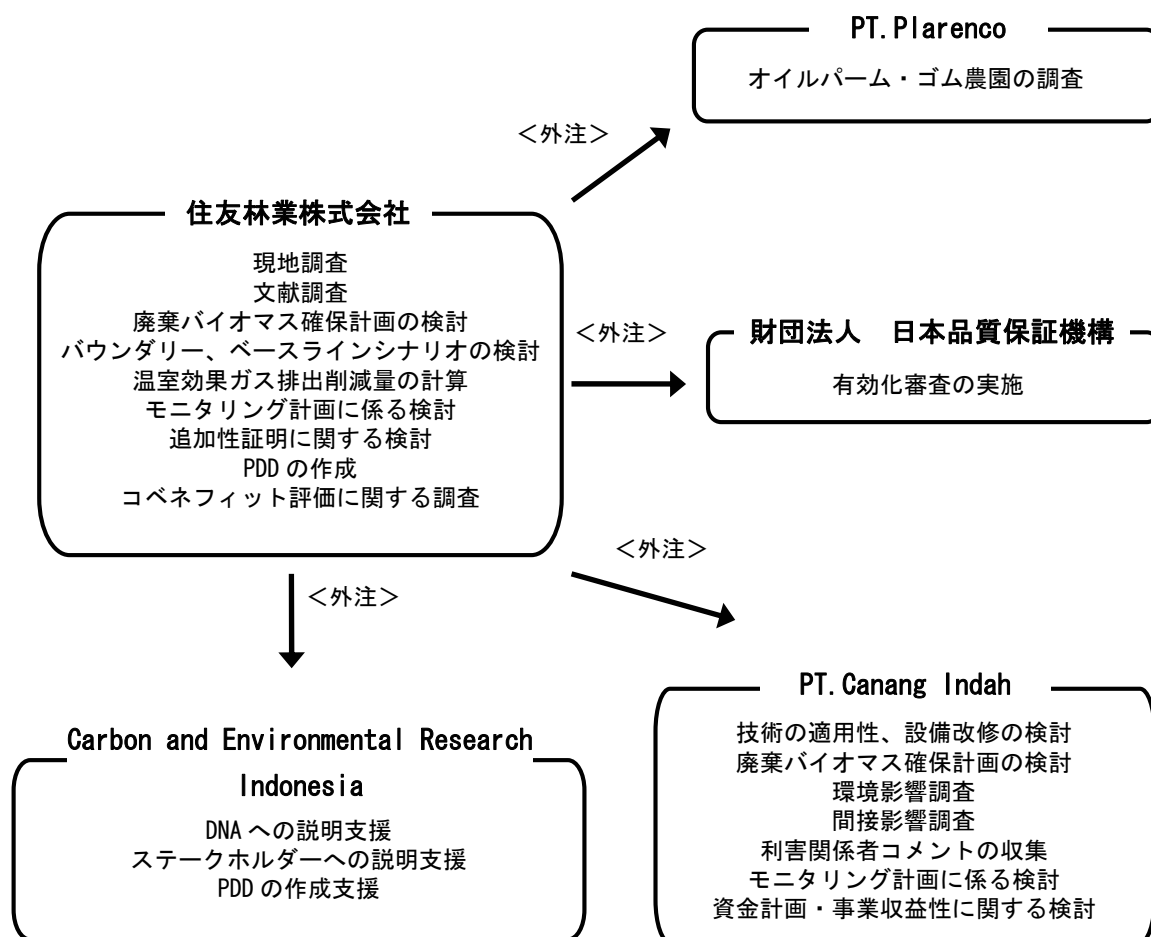 PT.Plarenco
オイルパーム・ゴム農園の調査
＜外注＞
住友林業株式会社
現地調査
文献調査
廃棄バイオマス確保計画の検討
バウンダリー、ベースラインシナリオの検討
温室効果ガス排出削減量の計算
モニタリング計画に係る検討
追加性証明に関する検討
PDD の作成
コベネフィット評価に関する調査
＜外注＞
財団法人　日本品質保証機構
有効化審査の実施
＜外注＞
＜外注＞
PT.Canang Indah
技術の適用性、設備改修の検討
廃棄バイオマス確保計画の検討
環境影響調査
間接影響調査
利害関係者コメントの収集
モニタリング計画に係る検討
資金計画・事業収益性に関する検討
Carbon and Environmental Research
Indonesia
DNA への説明支援
ステークホルダーへの説明支援
PDD の作成支援